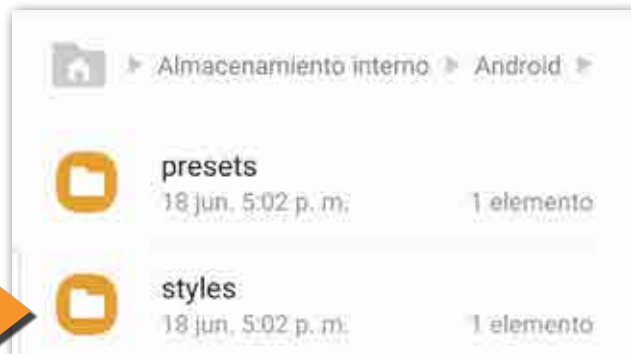 Almacenamiento interno Android
presets
18 jun. 5:02 p. m. 1 elemento
styles
18 jun. 5:02 p. m. 1 elemento